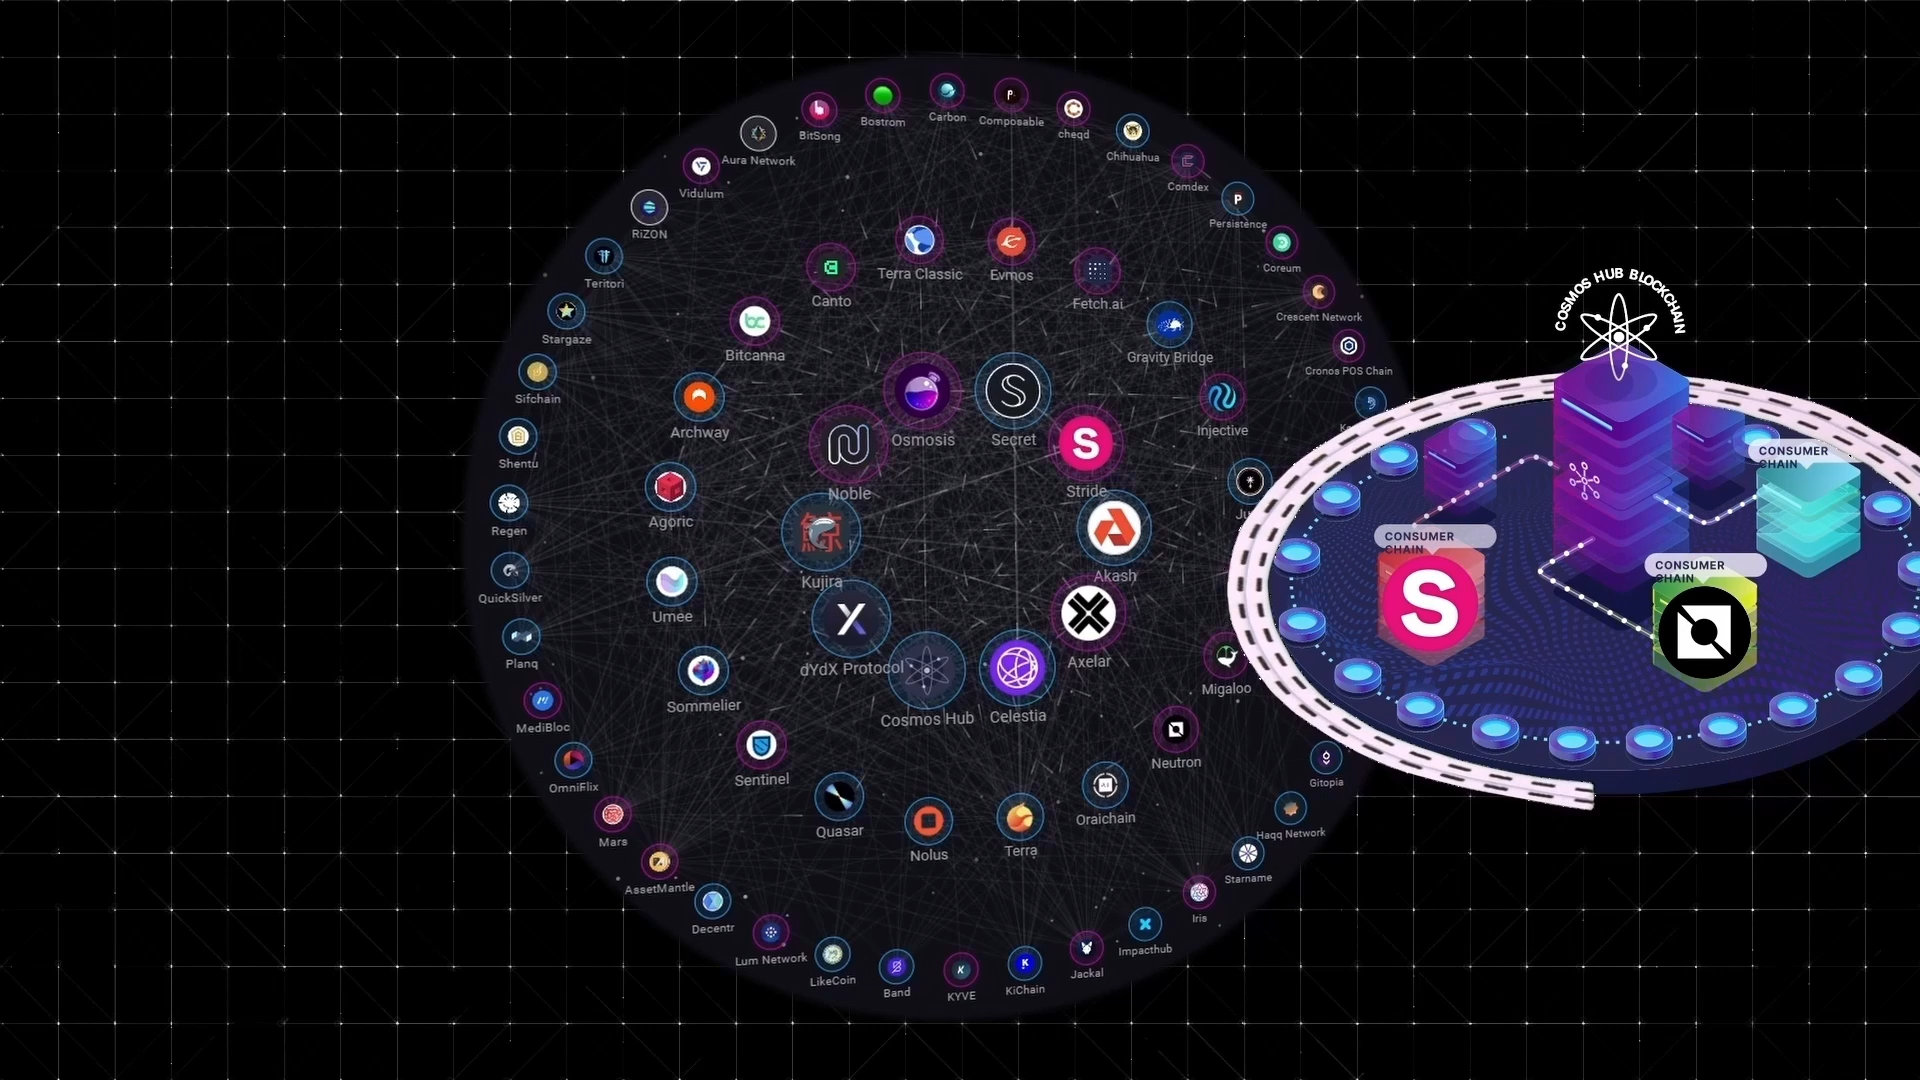 Carbon
Composable
Bostrom
cheqd
BitSong
Chihuahua
Aura Network
Comdex
Vidulum
Persistence
RiZON
Coreum
Terra Classic
Evmos
Teritori
Canto
Fetch.ai
COSMOS HUB BLOCKCHAIN
Crescent Network
Stargaze
Bitcanna
Gravity Bridge
Cronos POS Chain
Sifchain
Archway
Osmosis
Secret
Injective
CONSUMER
CHAIN
Shentu
Noble
Stride
Agoric
Ju
Regen
CONSUMER
CHAIN
Kujira
Akash
CONSUMER
CHAIN
QuickSilver
Umee
Planq
dYdX Protocol
Axelar
Sommelier
Cosmos Hub
Celestia
Migaloo
MediBloc
Neutron
Sentinel
OmniFlix
Gitopia
Quasar
Oraichain
Haqq Network
Mars
Nolus
Terra
Starname
AssetMantle
Iris
Decentr
Lum Network
Impacthub
LikeCoin
Band
KYVE
KiChain
Jackal